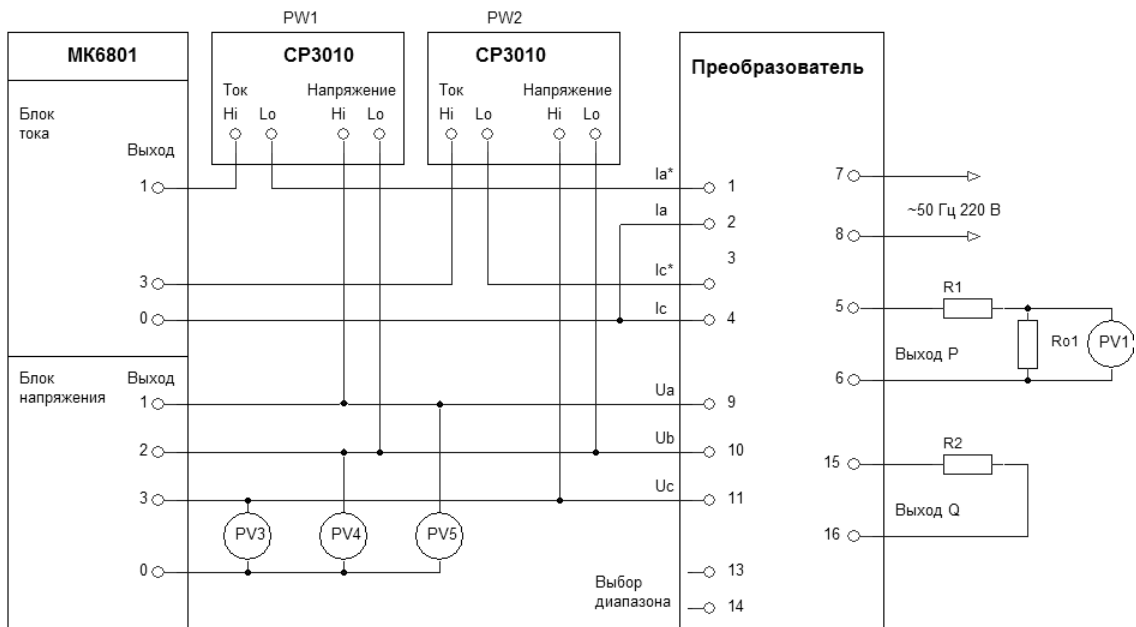 PW1
PW2
МК6801
СР3010
СР3010
Преобразователь
Ток
Напряжение
Ток
Напряжение
Hi
Lo
Hi
Lo
Hi
Lo
Hi
Lo
Блок
тока
Выход
1
3
0
Ia*
1
Ia
2
3
Ic*
Ic
4
7
~50 Гц 220 В
8
R1
5
Ro1
PV1
Выход P
6
Блок
напряжения
Выход
1
2
3
0
Ua
9
Ub
10
Uc
11
PV3
PV4
PV5
R2
15
Выход Q
16
Выбор
диапазона
13
14